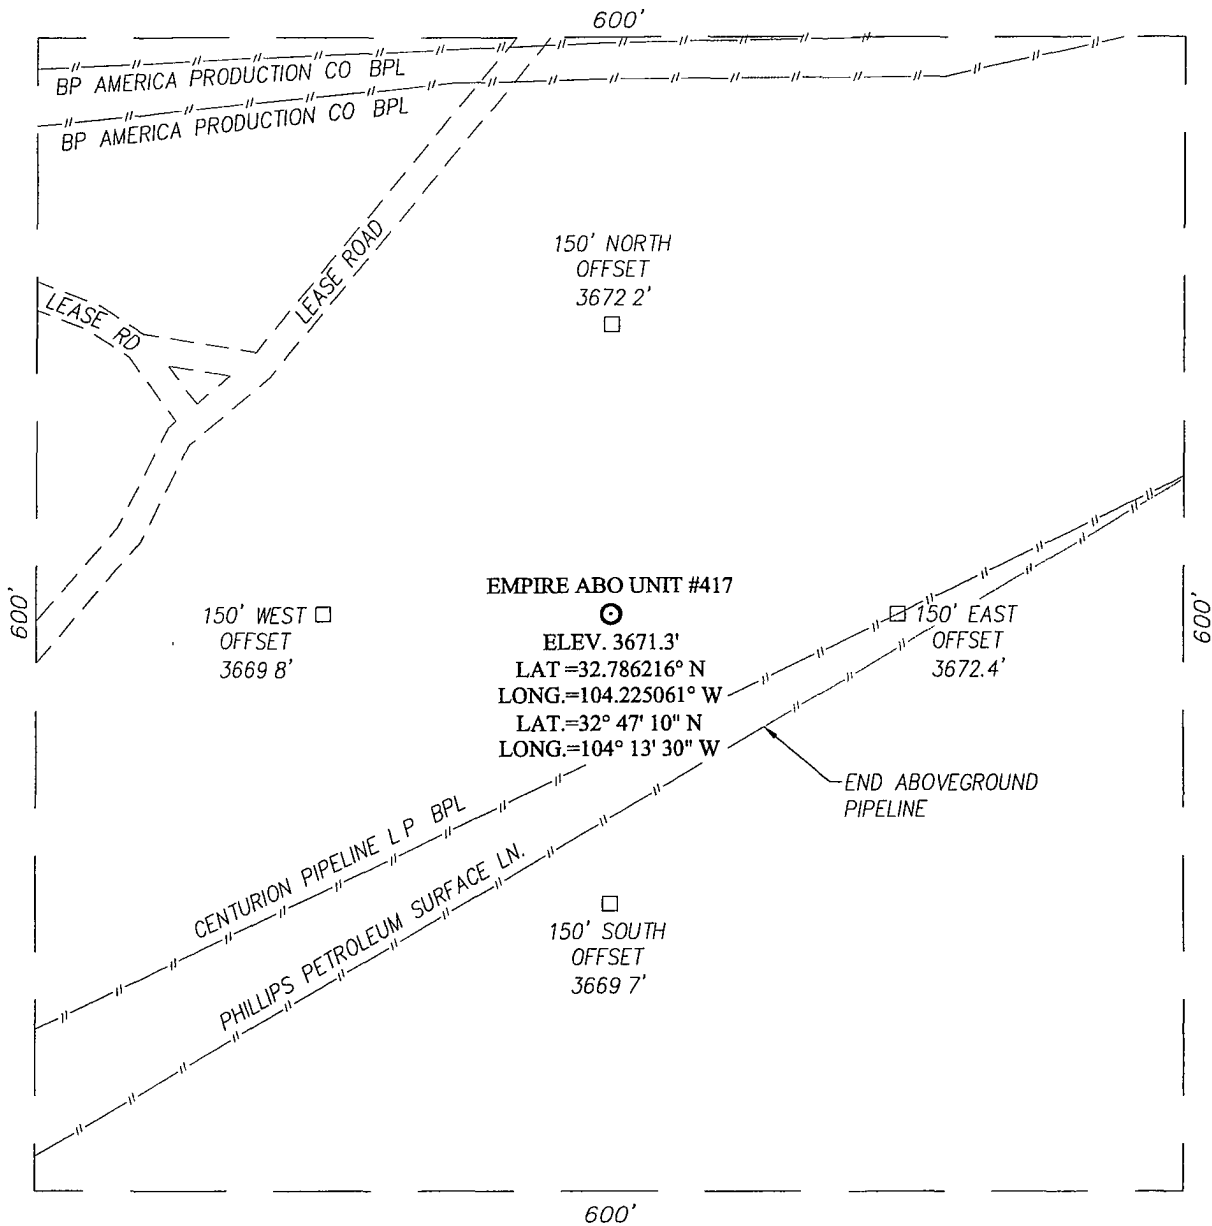 600'
BP AMERICA PRODUCTION CO BPL
BP AMERICA PRODUCTION CO BPL
LEASE ROAD
LEASE RD
150' NORTH
OFFSET
3672 2'
600'
150' WEST
OFFSET
3669 8'
EMPIRE ABO UNIT #417
ELEV. 3671.3'
LAT=32.786216° N
LONG.=104.225061° W
LAT.=32° 47' 10" N
LONG.=104° 13' 30" W
150' EAST
OFFSET
3672.4'
600'
END ABOVEGROUND
PIPELINE
CENTURION PIPELINE L P BPL
PHILLIPS PETROLEUM SURFACE LN.
150' SOUTH
OFFSET
3669 7'
600'